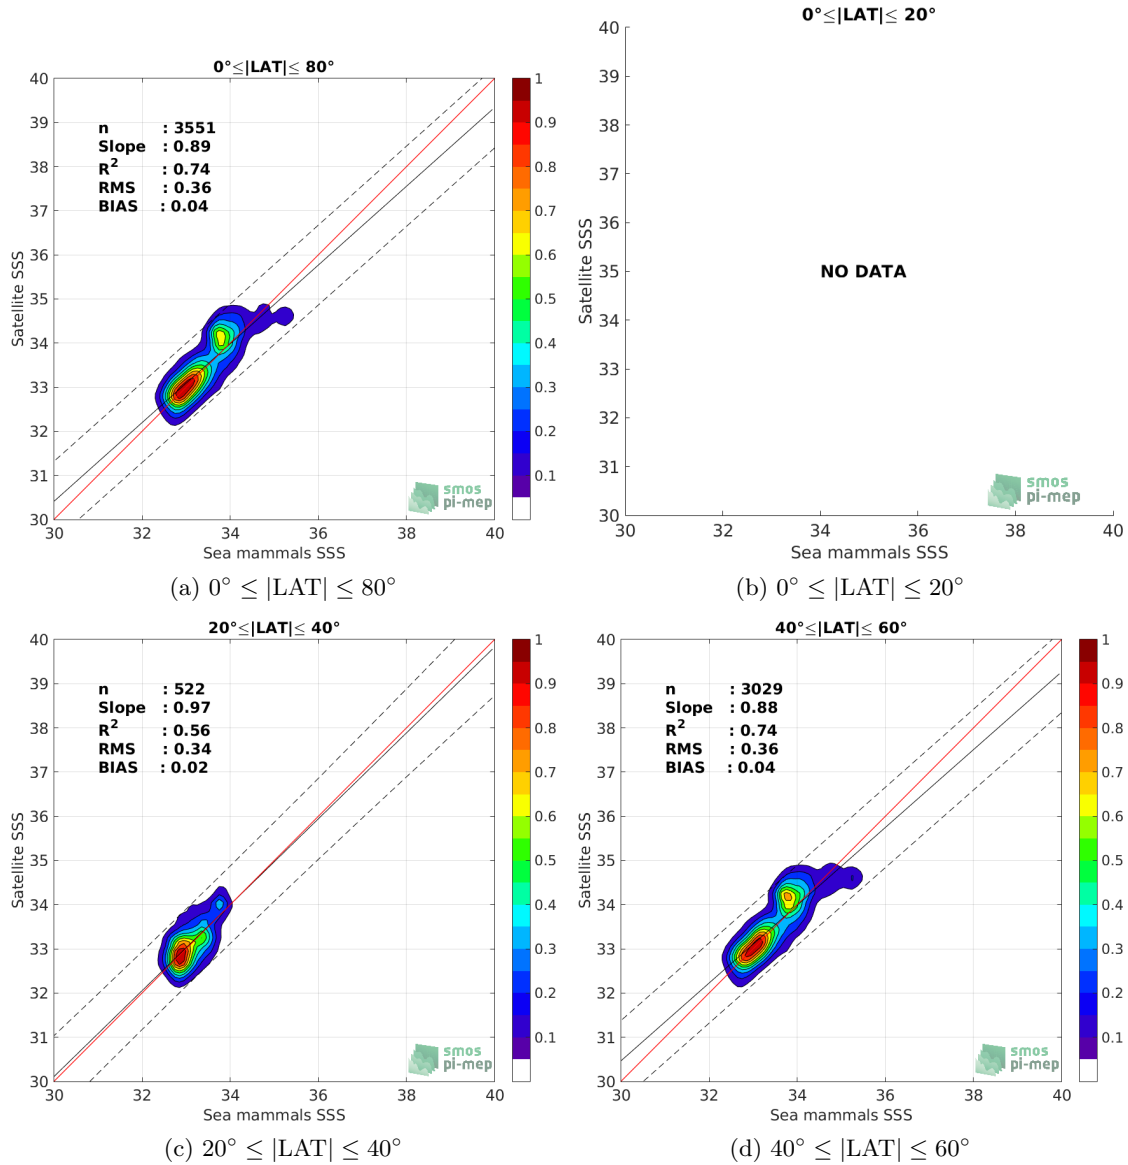 0°≤|LAT|≤ 80°
40
39
38
37
36
35
34
33
32
31
30
30
32
34
36
38
40
Satellite SSS
Sea mammals SSS
n : 3551
Slope : 0.89
R2 : 0.74
RMS : 0.36
BIAS : 0.04
1
0.9
0.8
0.7
0.6
0.5
0.4
0.3
0.2
0.1
smos
pi-mep
(a) 0° ≤ |LAT| ≤ 80°
0°≤|LAT|≤ 20°
40
39
38
37
36
35
34
33
32
31
30
30
32
34
36
38
40
Satellite SSS
Sea mammals SSS
NO DATA
smos
pi-mep
(b) 0° ≤ |LAT| ≤ 20°
20°≤|LAT|≤ 40°
40
39
38
37
36
35
34
33
32
31
30
30
32
34
36
38
40
Satellite SSS
Sea mammals SSS
n : 522
Slope : 0.97
R2 : 0.56
RMS : 0.34
BIAS : 0.02
1
0.9
0.8
0.7
0.6
0.5
0.4
0.3
0.2
0.1
smos
pi-mep
(c) 20° ≤ |LAT| ≤ 40°
40°≤|LAT|≤ 60°
40
39
38
37
36
35
34
33
32
31
30
30
32
34
36
38
40
Satellite SSS
Sea mammals SSS
n : 3029
Slope : 0.88
R2 : 0.74
RMS : 0.36
BIAS : 0.04
1
0.9
0.8
0.7
0.6
0.5
0.4
0.3
0.2
0.1
smos
pi-mep
(d) 40° ≤ |LAT| ≤ 60°